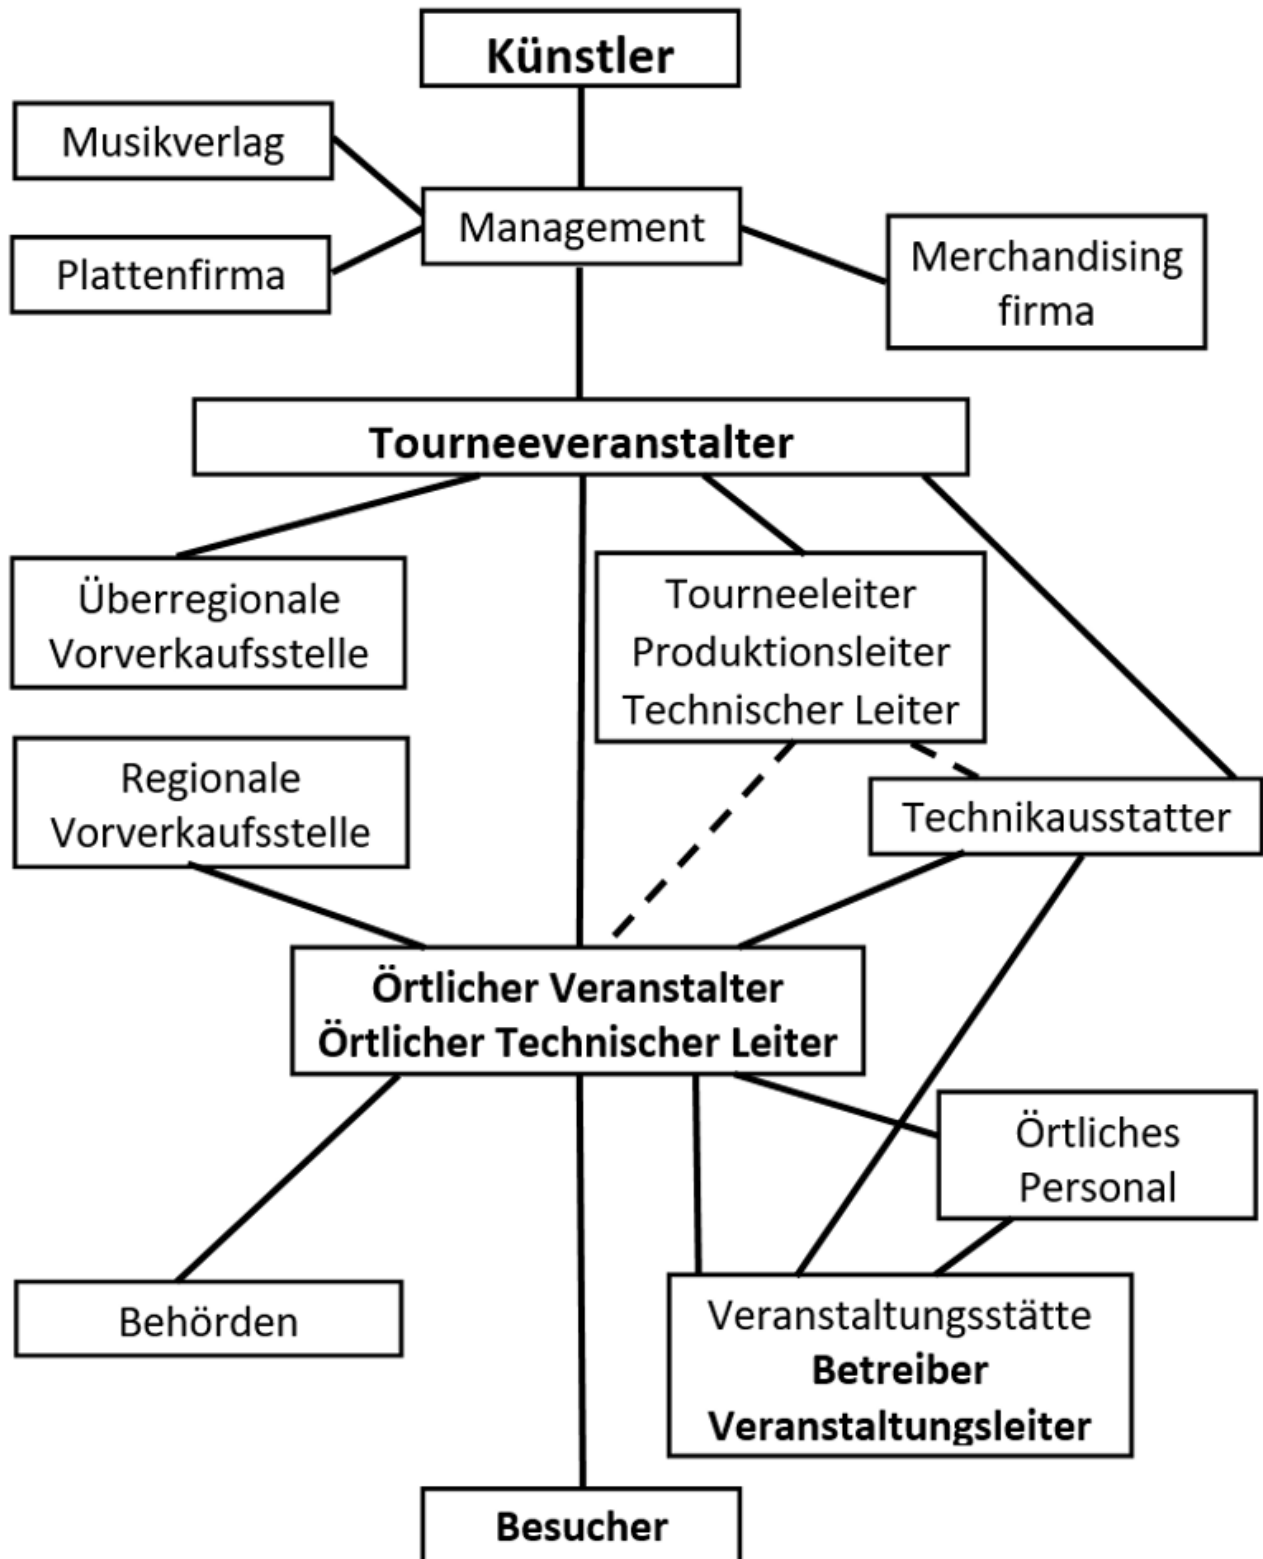 Künstler
Musikverlag
Management
Plattenfirma
Merchandising
firma
Tourneeveranstalter
Überregionale
Vorverkaufsstelle
Tourneeleiter
Produktionsleiter
Technischer Leiter
Regionale
Vorverkaufsstelle
Technikausstatter
Örtlicher Veranstalter
Örtlicher Technischer Leiter
Örtliches
Personal
Behörden
Veranstaltungsstätte
Betreiber
Veranstaltungsleiter
Besucher